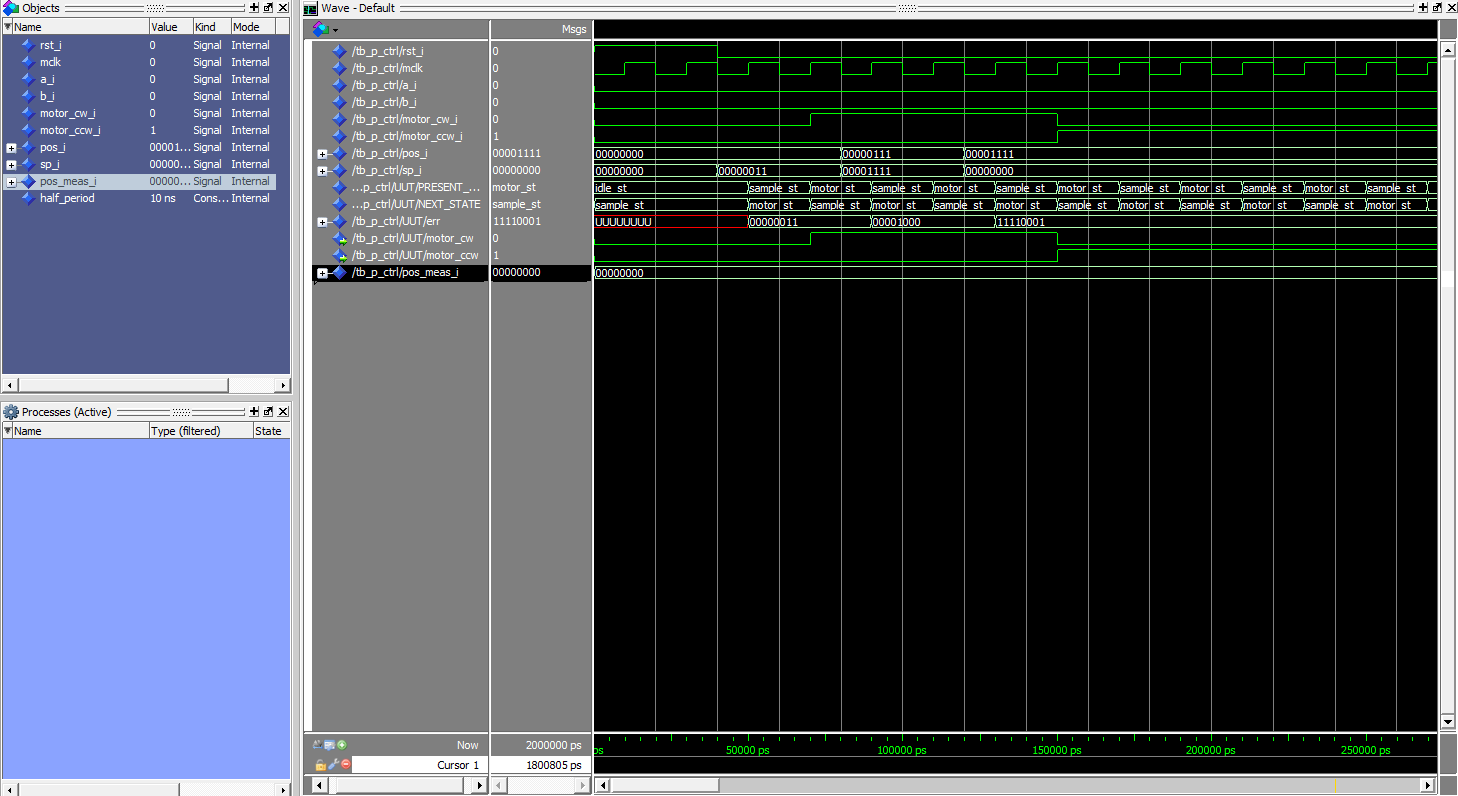 Objects
Name Value Kind Mode
rst_i 0 Signal Internal
mclk 0 Signal Internal
a_i 0 Signal Internal
b_i 0 Signal Internal
motor_cw_i 0 Signal Internal
motor_ccw_i 1 Signal Internal
pos_i 00001... Signal Internal
sp_i 00000... Signal Internal
pos_meas_i 00000... Signal Internal
half_period 10 ns Cons... Internal
Processes (Active)
Name Type (filtered) State
Wave - Default
Msgs
/tb_p_ctrl/rst_i 0
/tb_p_ctrl/mclk 0
/tb_p_ctrl/a_i 0
/tb_p_ctrl/b_i 0
/tb_p_ctrl/motor_cw_i 0
/tb_p_ctrl/motor_ccw_i 1
/tb_p_ctrl/pos_i 00001111 00000000 00000111 00001111
/tb_p_ctrl/sp_i 00000000 00000000 00000011 00001111 00000000
...p_ctrl/UUT/PRESENT_... motor_st idle_st sample_st motor_st sample_st motor_st sample_st motor_st sample_st motor_st sample_st motor_st sample_st
...p_ctrl/UUT/NEXT_STATE sample_st sample_st motor_st sample_st motor_st sample_st motor_st sample_st motor_st sample_st motor_st sample_st motor_st
/tb_p_ctrl/UUT/err 11110001 UUUUUUUU 00000011 00001000 11110001
/tb_p_ctrl/UUT/motor_cw 0
/tb_p_ctrl/UUT/motor_ccw 1
/tb_p_ctrl/pos_meas_i 00000000 00000000
Now 2000000 ps ps 50000 ps 100000 ps 150000 ps 200000 ps 250000 ps
Cursor 1 1800805 ps